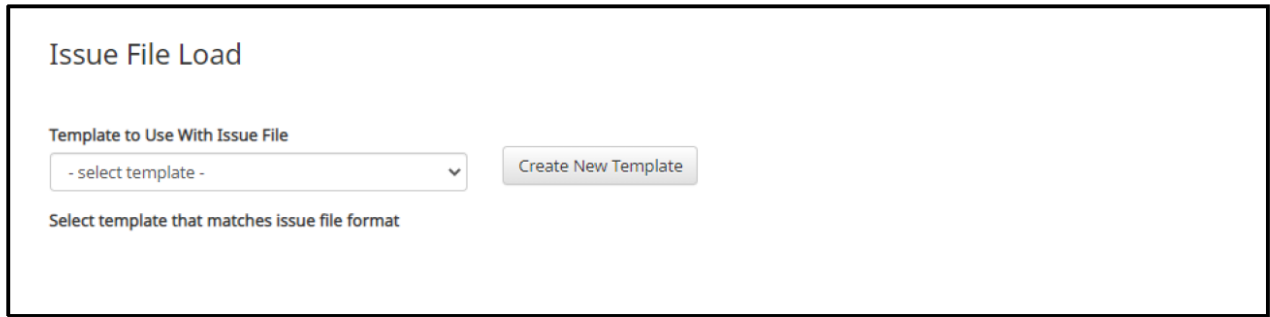 Issue File Load
Template to Use With Issue File
- select template -
Create New Template
Select template that matches issue file format